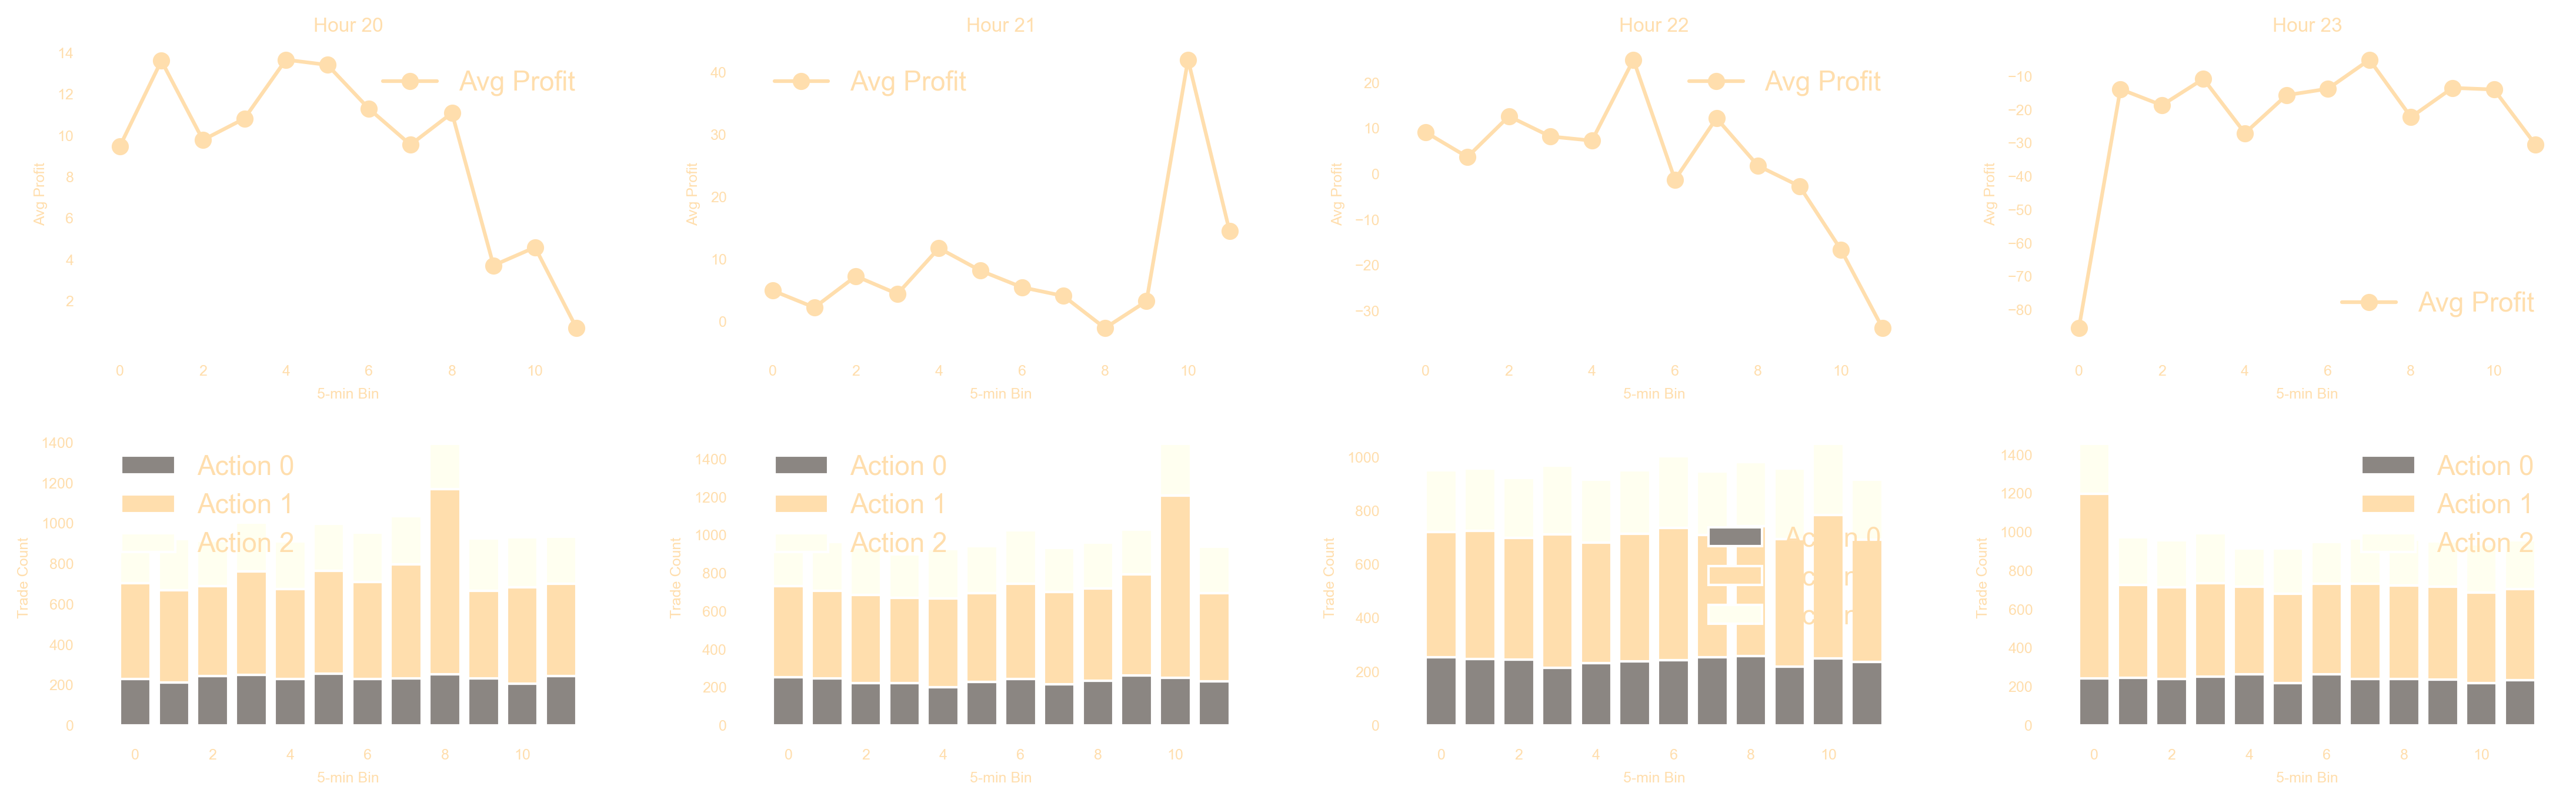 Hour 20
Avg Profit
14
12
10
8
6
4
2
Avg Profit
0 2 4 6 8 10
5-min Bin
Hour 21
Avg Profit
40
30
20
10
0
Avg Profit
0 2 4 6 8 10
5-min Bin
Hour 22
Avg Profit
20
10
0
−10
−20
−30
Avg Profit
0 2 4 6 8 10
5-min Bin
Hour 23
Avg Profit
−10
−20
−30
−40
−50
−60
−70
−80
Avg Profit
0 2 4 6 8 10
5-min Bin
Trade Count
1400
1200
1000
800
600
400
200
0
Action 0
Action 1
Action 2
0 2 4 6 8 10
5-min Bin
Trade Count
1400
1200
1000
800
600
400
200
0
Action 0
Action 1
Action 2
0 2 4 6 8 10
5-min Bin
Trade Count
1000
800
600
400
200
0
Action 0
0 2 4 6 8 10
5-min Bin
Trade Count
1400
1200
1000
800
600
400
200
0
Action 0
Action 1
Action 2
0 2 4 6 8 10
5-min Bin